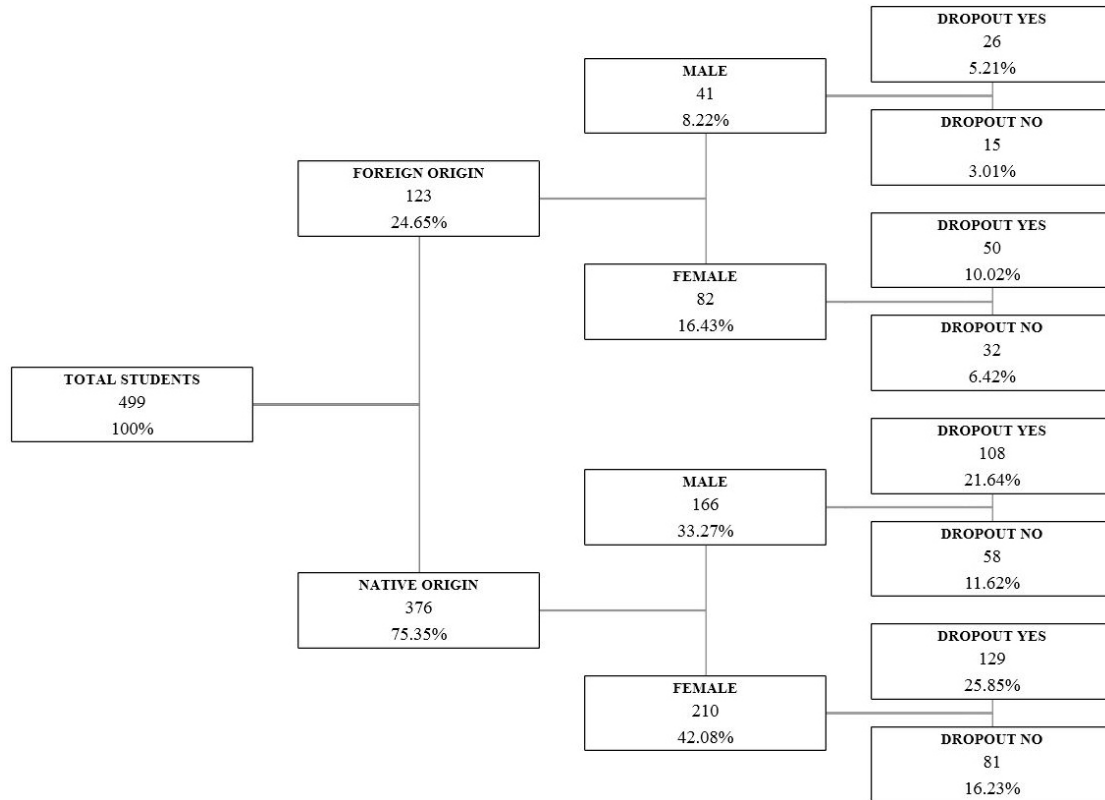 TOTAL STUDENTS
499
100%
FOREIGN ORIGIN
123
24.65%
MALE
41
8.22%
DROPOUT YES
26
5.21%
DROPOUT NO
15
3.01%
FEMALE
82
16.43%
DROPOUT YES
50
10.02%
DROPOUT NO
32
6.42%
NATIVE ORIGIN
376
75.35%
MALE
166
33.27%
DROPOUT YES
108
21.64%
DROPOUT NO
58
11.62%
FEMALE
210
42.08%
DROPOUT YES
129
25.85%
DROPOUT NO
81
16.23%